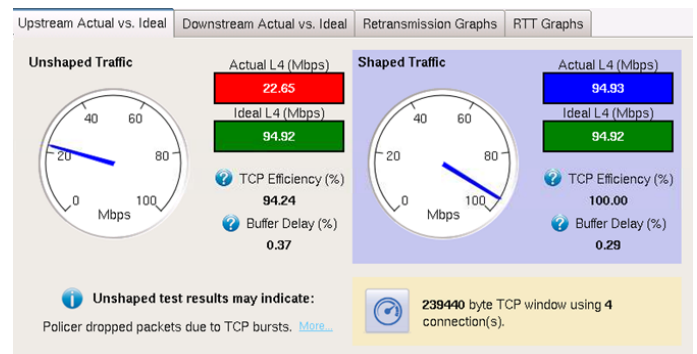 Upstream Actual vs. Ideal
Downstream Actual vs. Ideal
Retransmission Graphs
RTT Graphs
Unshaped Traffic
0
20
40
60
80
100
Mbps
Actual L4 (Mbps)
22.65
Ideal L4 (Mbps)
94.92
? TCP Efficiency (%)
94.24
? Buffer Delay (%)
0.37
Shaped Traffic
0
20
40
60
80
100
Mbps
Actual L4 (Mbps)
94.93
Ideal L4 (Mbps)
94.92
? TCP Efficiency (%)
100.00
? Buffer Delay (%)
0.29
i Unshaped test results may indicate:
Policer dropped packets due to TCP bursts. More...
239440 byte TCP window using 4
connection(s).